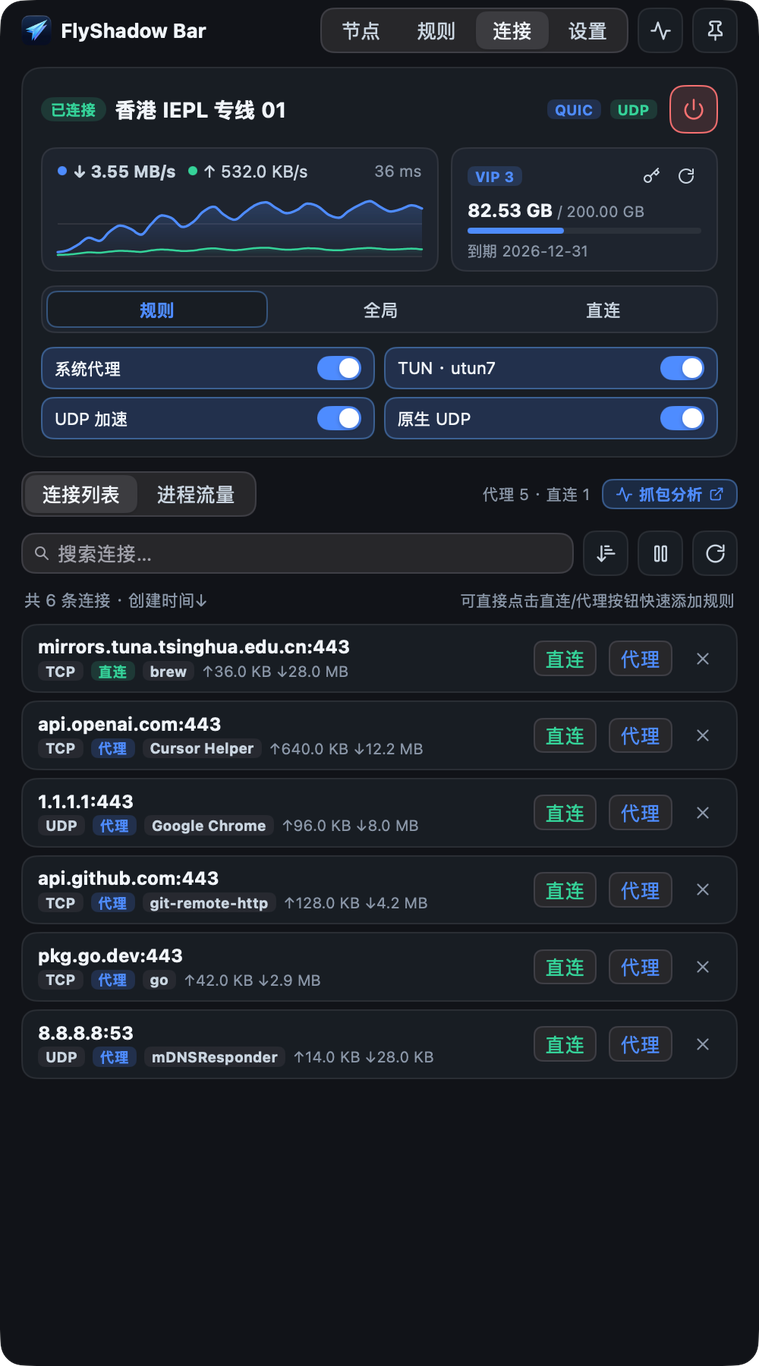 FlyShadow Bar 节点 规则 连接 设置
已连接 香港 IEPL 专线 01 QUIC UDP
↓ 3.55 MB/s ↑ 532.0 KB/s 36 ms
VIP 3
82.53 GB / 200.00 GB
到期 2026-12-31
规则 全局 直连
系统代理 TUN · utun7
UDP 加速 原生 UDP
连接列表 进程流量 代理 5 · 直连 1 抓包分析
搜索连接...
共 6 条连接 · 创建时间↓ 可直接点击直连/代理按钮快速添加规则
mirrors.tuna.tsinghua.edu.cn:443
TCP 直连 brew ↑36.0 KB ↓28.0 MB 直连 代理
api.openai.com:443
TCP 代理 Cursor Helper ↑640.0 KB ↓12.2 MB 直连 代理
1.1.1.1:443
UDP 代理 Google Chrome ↑96.0 KB ↓8.0 MB 直连 代理
api.github.com:443
TCP 代理 git-remote-http ↑128.0 KB ↓4.2 MB 直连 代理
pkg.go.dev:443
TCP 代理 go ↑42.0 KB ↓2.9 MB 直连 代理
8.8.8.8:53
UDP 代理 mDNSResponder ↑14.0 KB ↓28.0 KB 直连 代理